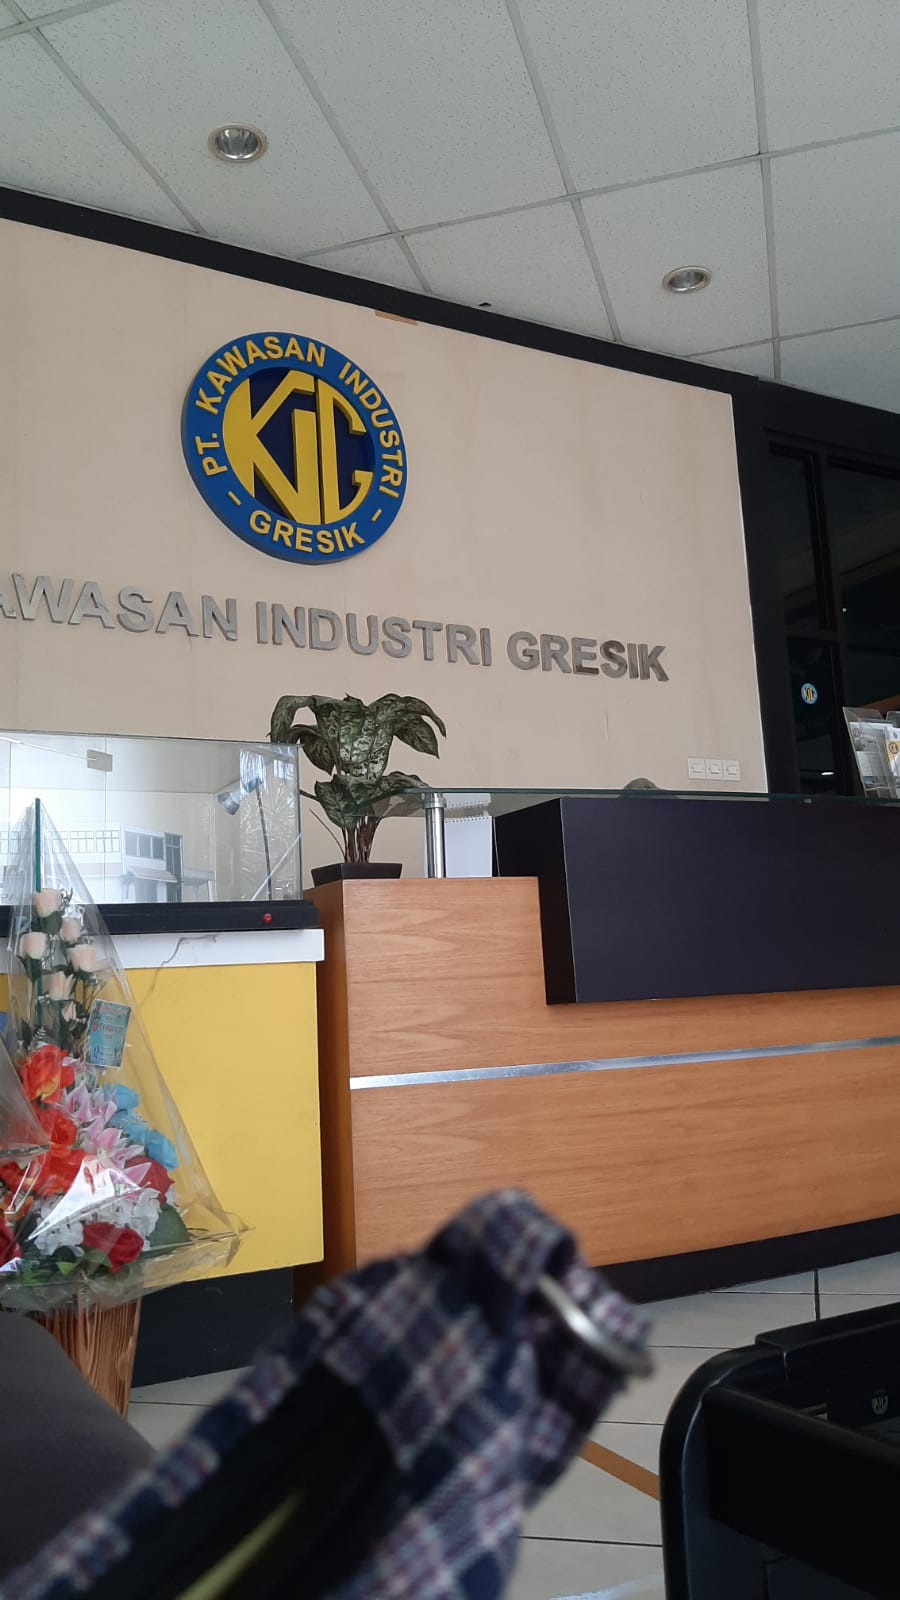 PT. KAWASAN INDUSTRI
- GRESIK -
KIG
AWASAN INDUSTRI GRESIK